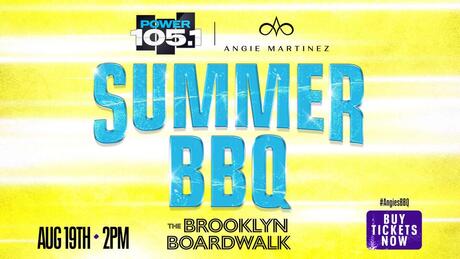 POWER
105.1
ANGIE MARTINEZ
SUMMER
BBQ
THE BROOKLYN
BOARDWALK
AUG 19TH • 2PM
#AngiesBBQ
BUY
TICKETS
NOW